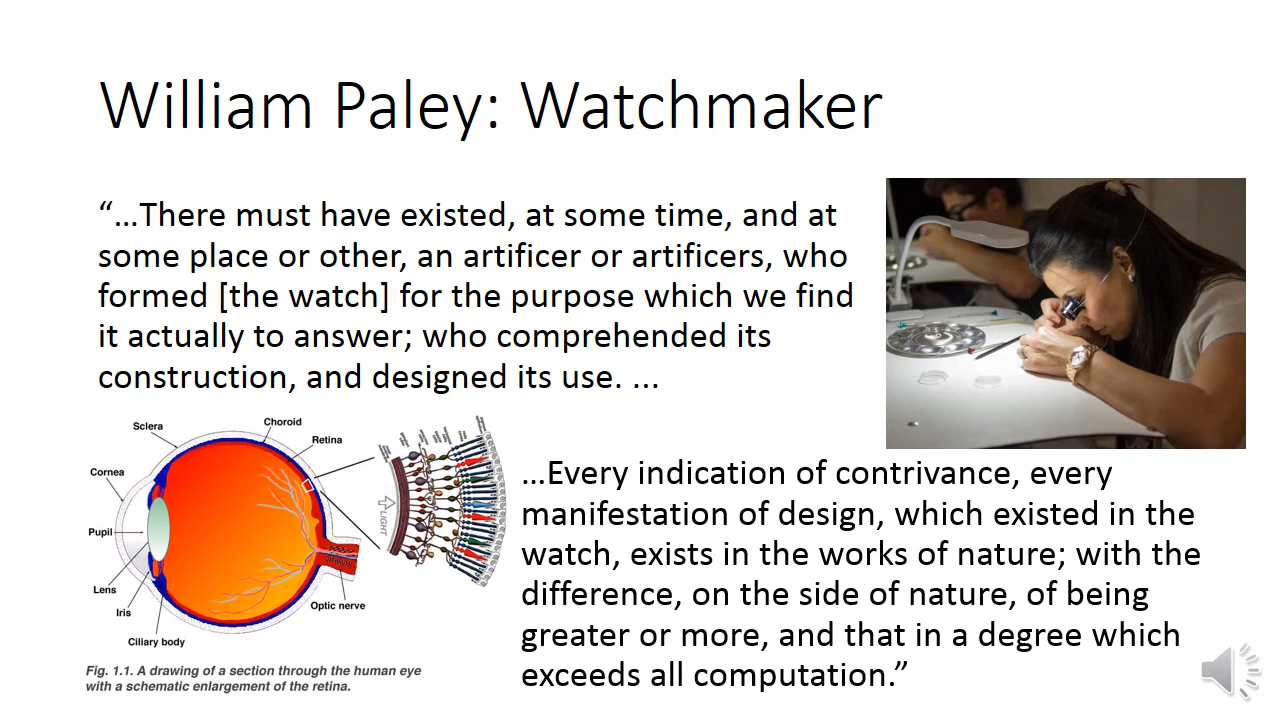 William Paley: Watchmaker
“…There must have existed, at some time, and at
some place or other, an artificer or artificers, who
formed [the watch] for the purpose which we find
it actually to answer; who comprehended its
construction, and designed its use. ...
Sclera
Choroid
Retina
Cornea
Pupil
LIGHT
Lens
Iris
Optic nerve
Ciliary body
Fig. 1.1. A drawing of a section through the human eye
with a schematic enlargement of the retina.
…Every indication of contrivance, every
manifestation of design, which existed in the
watch, exists in the works of nature; with the
difference, on the side of nature, of being
greater or more, and that in a degree which
exceeds all computation.”